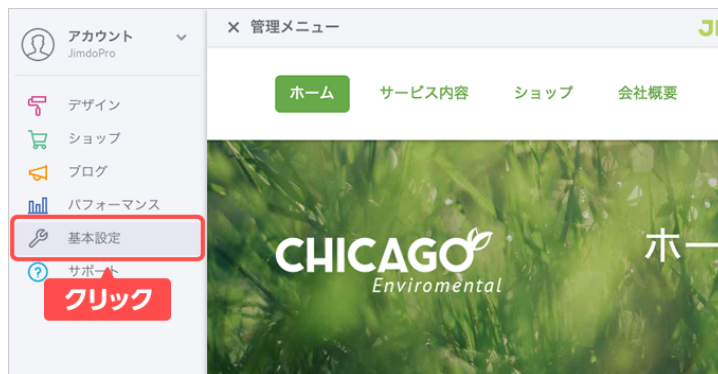 アカウント
JimdoPro
デザイン
ショップ
ブログ
パフォーマンス
基本設定
サポート
クリック
× 管理メニュー
ホーム サービス内容 ショップ 会社概要
CHICAGO
Enviromental
ホー